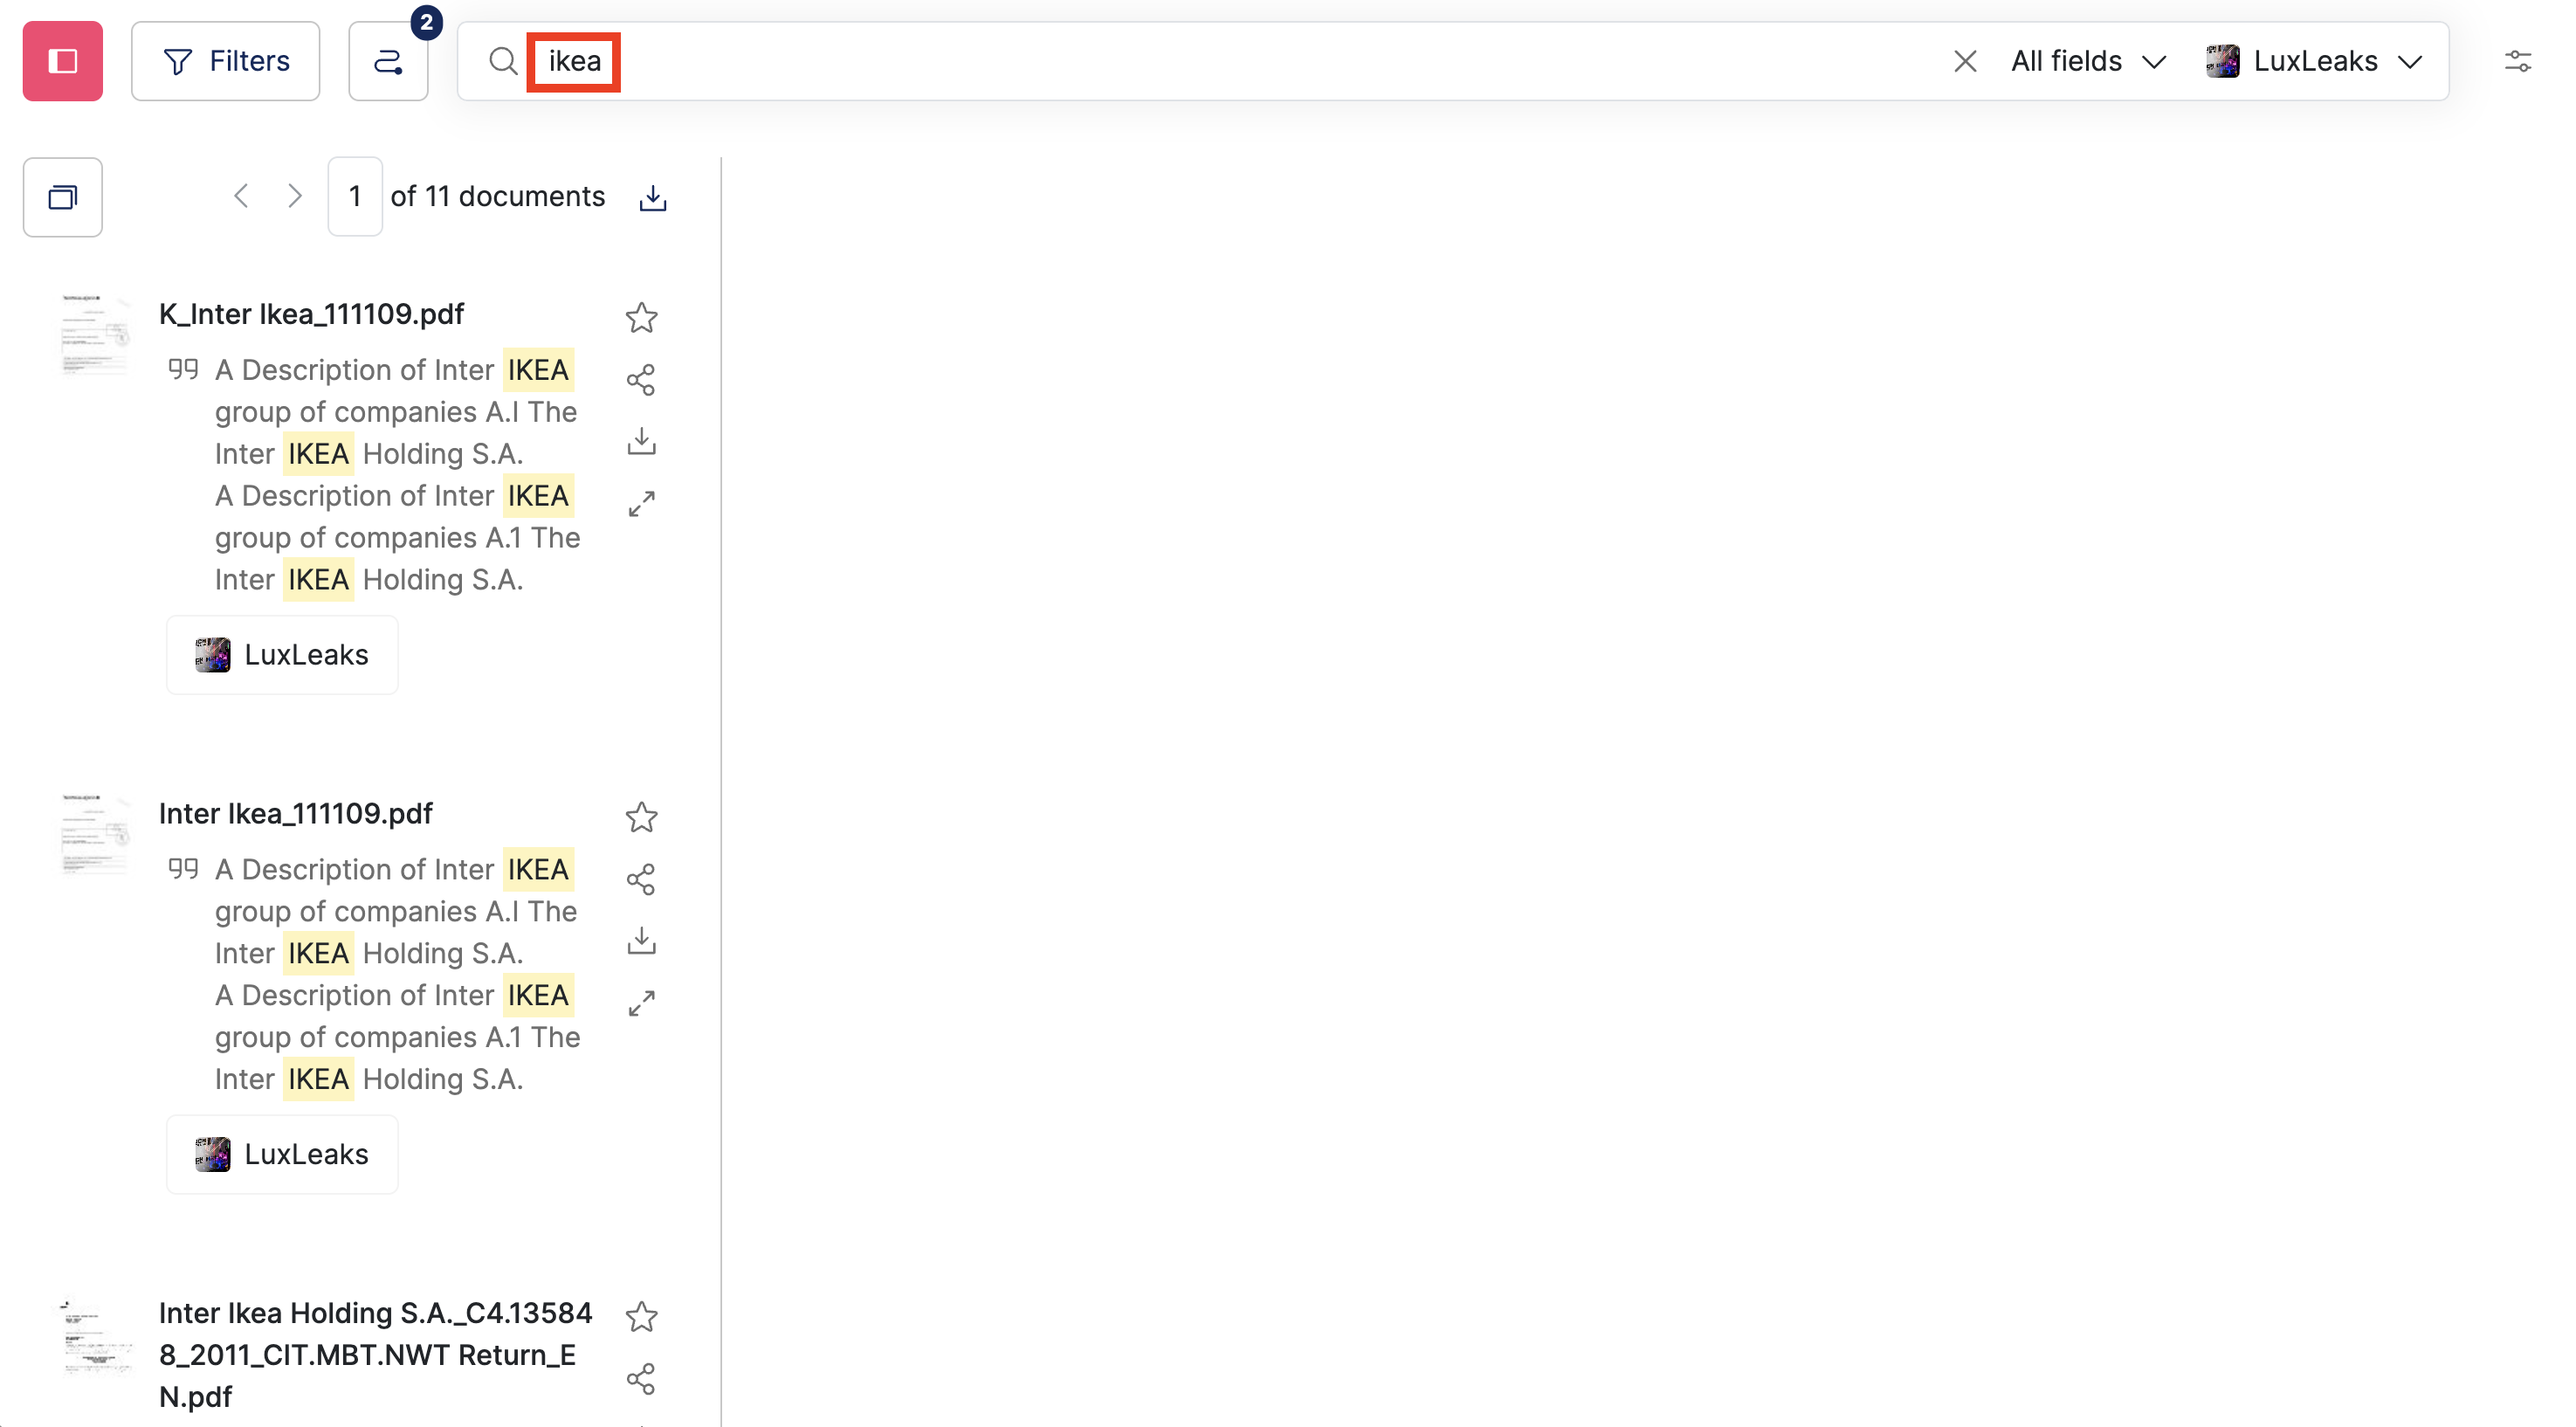 Filters
2
ikea
All fields
LuxLeaks
1 of 11 documents
K_Inter Ikea_111109.pdf
A Description of Inter IKEA
group of companies A.I The
Inter IKEA Holding S.A.
A Description of Inter IKEA
group of companies A.1 The
Inter IKEA Holding S.A.
LuxLeaks
Inter Ikea_111109.pdf
A Description of Inter IKEA
group of companies A.I The
Inter IKEA Holding S.A.
A Description of Inter IKEA
group of companies A.1 The
Inter IKEA Holding S.A.
LuxLeaks
Inter Ikea Holding S.A._C4.13584
8_2011_CIT.MBT.NWT Return_E
N.pdf